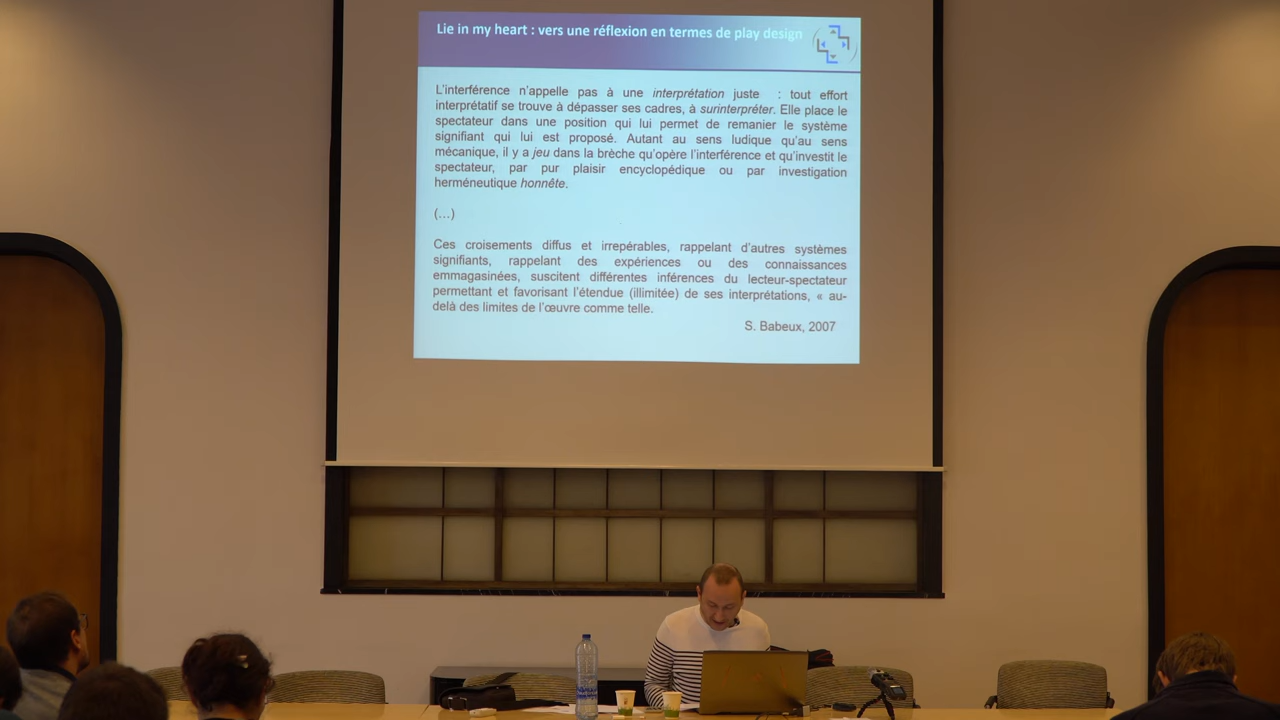 Lie in my heart : vers une réflexion en termes de play design
L'interférence n'appelle pas à une interprétation juste : tout effort
interprétatif se trouve à dépasser ses cadres, à surinterpréter. Elle place le
spectateur dans une position qui lui permet de remanier le système
signifiant qui lui est proposé. Autant au sens ludique qu'au sens
mécanique, il y a jeu dans la brèche qu'opère l'interférence et qu'investit le
spectateur, par pur plaisir encyclopédique ou par investigation
herméneutique honnête.
(…)
Ces croisements diffus et irrepérables, rappelant d'autres systèmes
signifiants, rappelant des expériences ou des connaissances
emmagasinées, suscitent différentes inférences du lecteur-spectateur
permettant et favorisant l'étendue (illimitée) de ses interprétations, « au-
delà des limites de l'œuvre comme telle.
S. Babeux, 2007